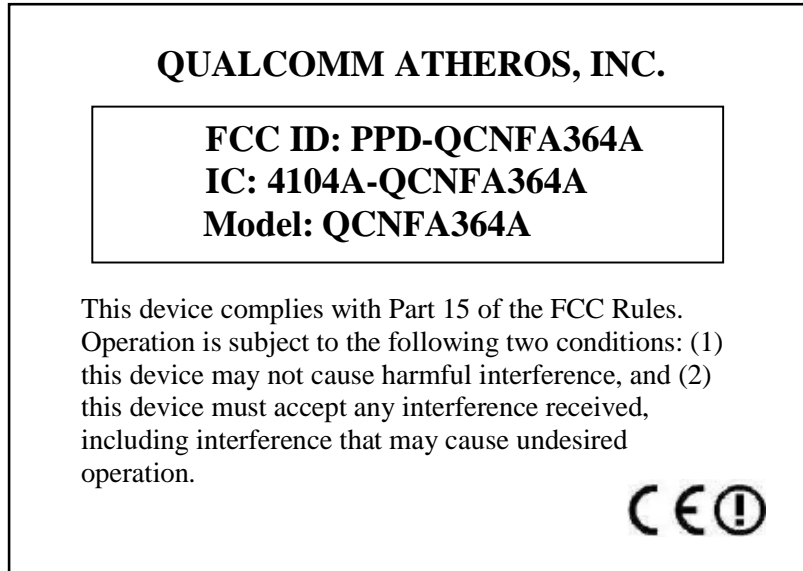 QUALCOMM ATHEROS, INC.
FCC ID: PPD-QCNFA364A
IC: 4104A-QCNFA364A
Model: QCNFA364A
This device complies with Part 15 of the FCC Rules.
Operation is subject to the following two conditions: (1)
this device may not cause harmful interference, and (2)
this device must accept any interference received,
including interference that may cause undesired
operation.
CE!